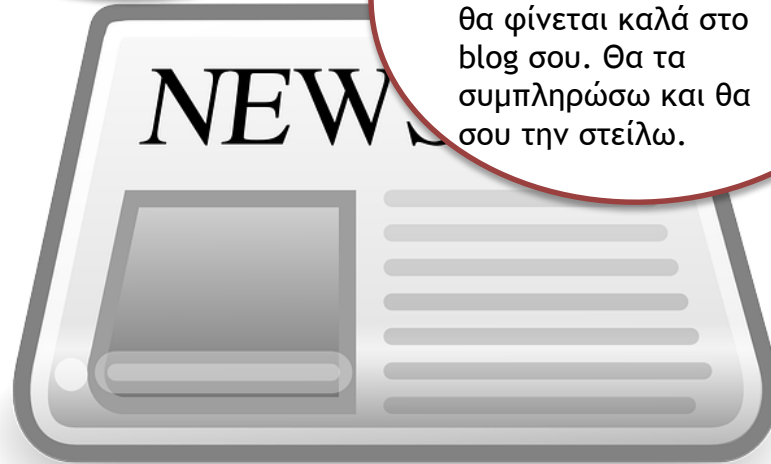 θα φίνεται καλά στο
blog σου. Θα τα
συμπληρώσω και θα
σου την στείλω.
NEWS